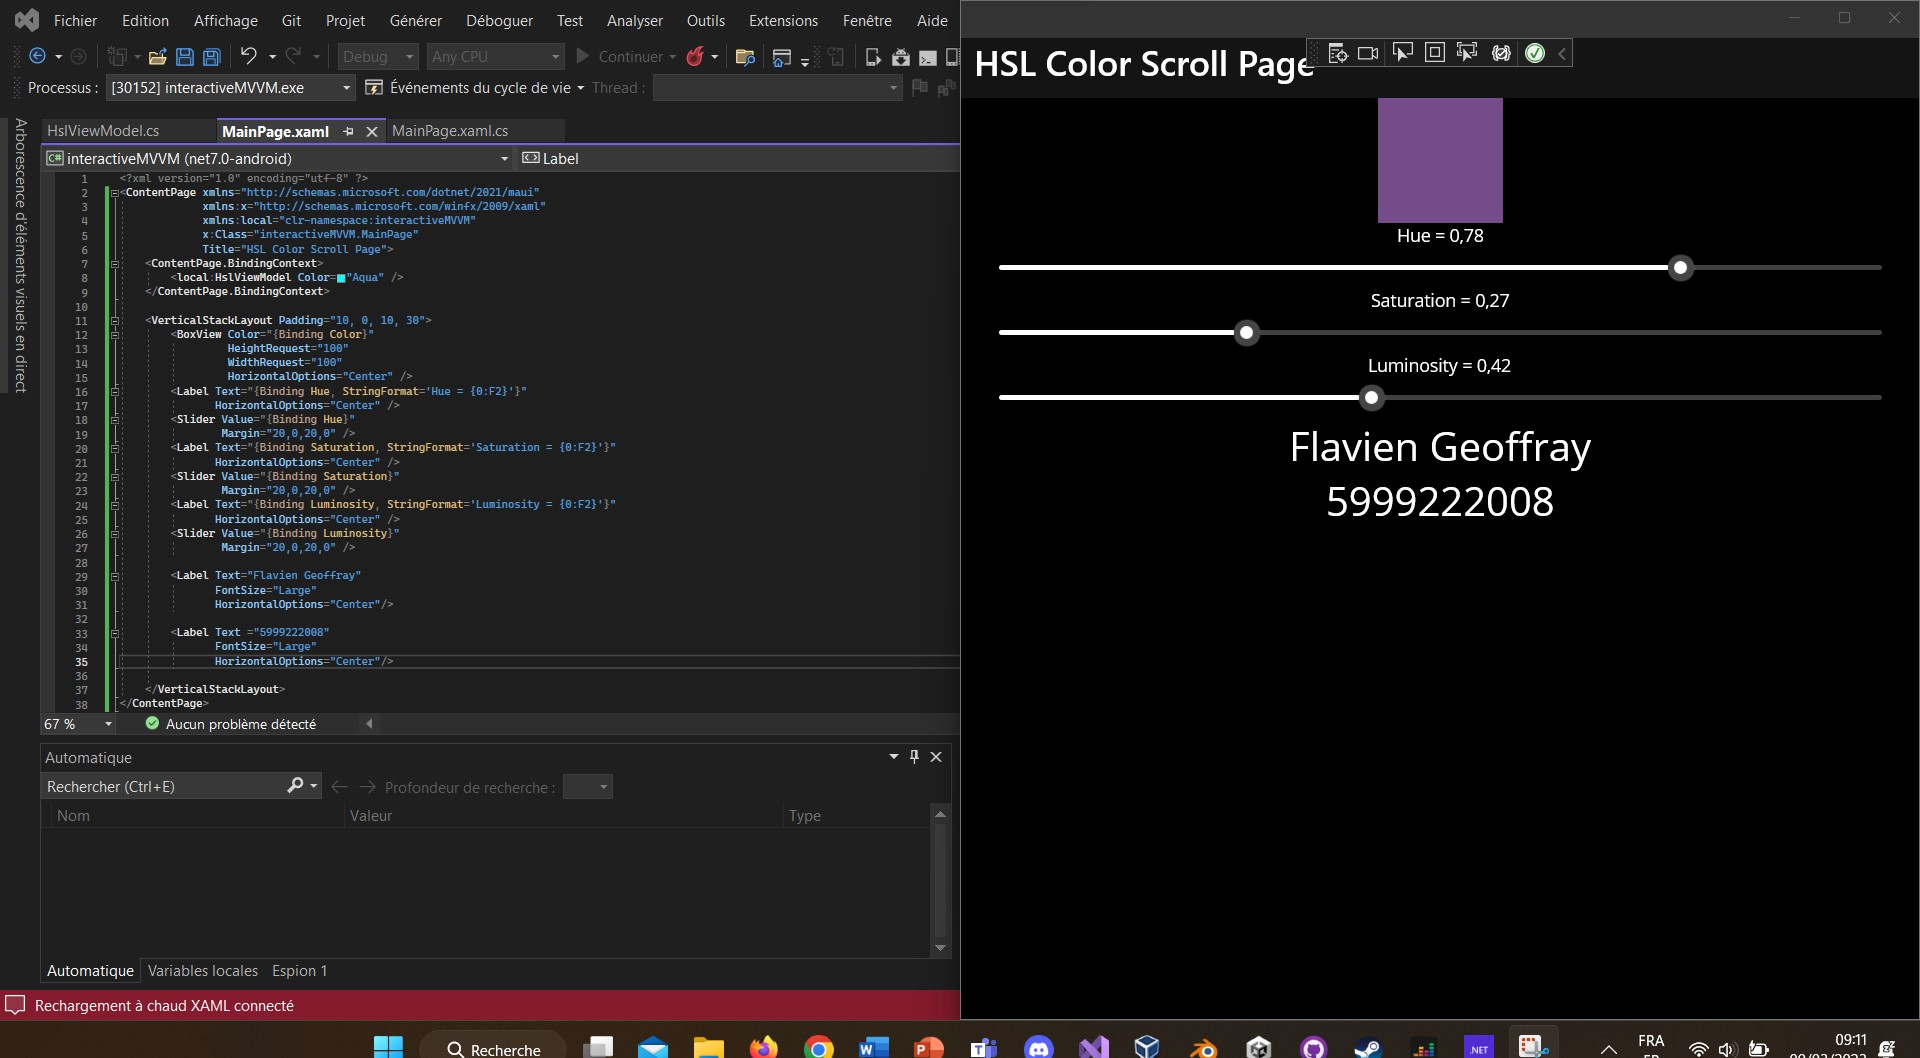 Fichier Edition Affichage Git Projet Générer Déboguer Test Analyser Outils Extensions Fenêtre Aide
Debug Any CPU Continuer
Processus : [30152] interactiveMVVM.exe Événements du cycle de vie Thread :
Arborescence d'éléments visuels en direct
HslViewModel.cs MainPage.xaml MainPage.xaml.cs
C# interactiveMVVM (net7.0-android) Label
1 <?xml version="1.0" encoding="utf-8" ?>
2 <ContentPage xmlns="http://schemas.microsoft.com/dotnet/2021/maui"
3 xmlns:x="http://schemas.microsoft.com/winfx/2009/xaml"
4 xmlns:local="clr-namespace:interactiveMVVM"
5 x:Class="interactiveMVVM.MainPage"
6 Title="HSL Color Scroll Page">
7 <ContentPage.BindingContext>
8 <local:HslViewModel Color="Aqua" />
9 </ContentPage.BindingContext>
10
11 <VerticalStackLayout Padding="10, 0, 10, 30">
12 <BoxView Color="{Binding Color}"
13 HeightRequest="100"
14 WidthRequest="100"
15 HorizontalOptions="Center" />
16 <Label Text="{Binding Hue, StringFormat='Hue = {0:F2}'}"
17 HorizontalOptions="Center" />
18 <Slider Value="{Binding Hue}"
19 Margin="20,0,20,0" />
20 <Label Text="{Binding Saturation, StringFormat='Saturation = {0:F2}'}"
21 HorizontalOptions="Center" />
22 <Slider Value="{Binding Saturation}"
23 Margin="20,0,20,0" />
24 <Label Text="{Binding Luminosity, StringFormat='Luminosity = {0:F2}'}"
25 HorizontalOptions="Center" />
26 <Slider Value="{Binding Luminosity}"
27 Margin="20,0,20,0" />
28
29 <Label Text="Flavien Geoffray"
30 FontSize="Large"
31 HorizontalOptions="Center"/>
32
33 <Label Text ="5999222008"
34 FontSize="Large"
35 HorizontalOptions="Center"/>
36
37 </VerticalStackLayout>
38 </ContentPage>
67 % Aucun problème détecté
Automatique
Rechercher (Ctrl+E) Profondeur de recherche :
Nom Valeur Type
Automatique Variables locales Espion 1
Rechargement à chaud XAML connecté
HSL Color Scroll Page
Hue = 0,78
Saturation = 0,27
Luminosity = 0,42
Flavien Geoffray
5999222008
Recherche
.NET
FRA
09:11